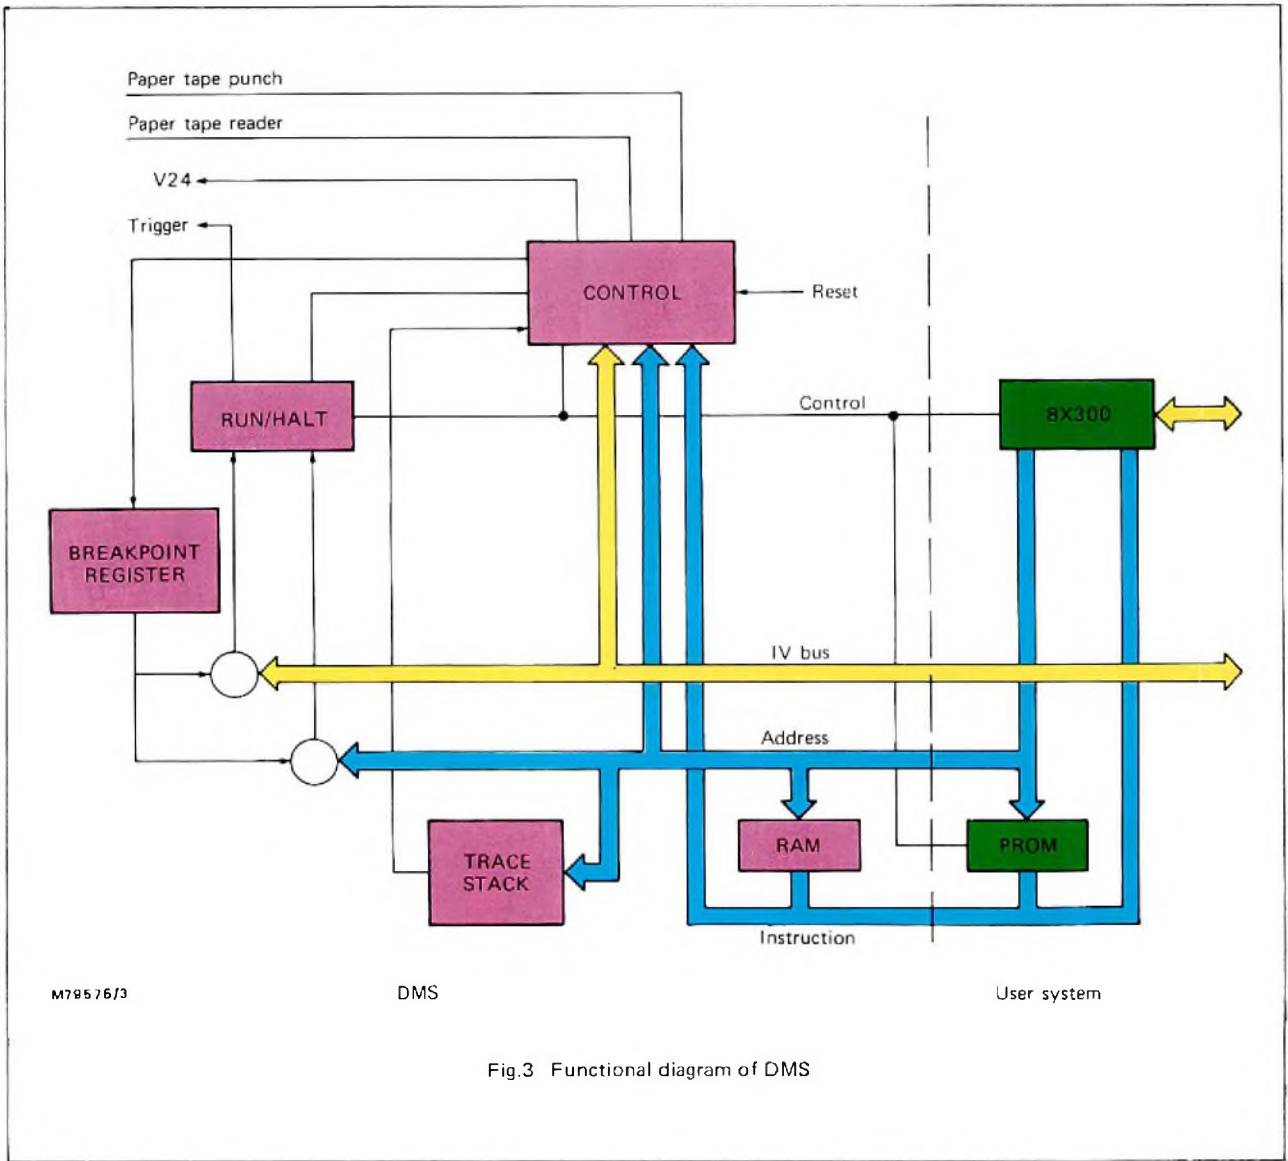 Paper tape punch
Paper tape reader
V24
Trigger
CONTROL
Reset
RUN/HALT
Control
8X300
BREAKPOINT
REGISTER
IV bus
Address
TRACE
STACK
RAM
PROM
Instruction
M79576/3
DMS
User system
Fig.3 Functional diagram of DMS